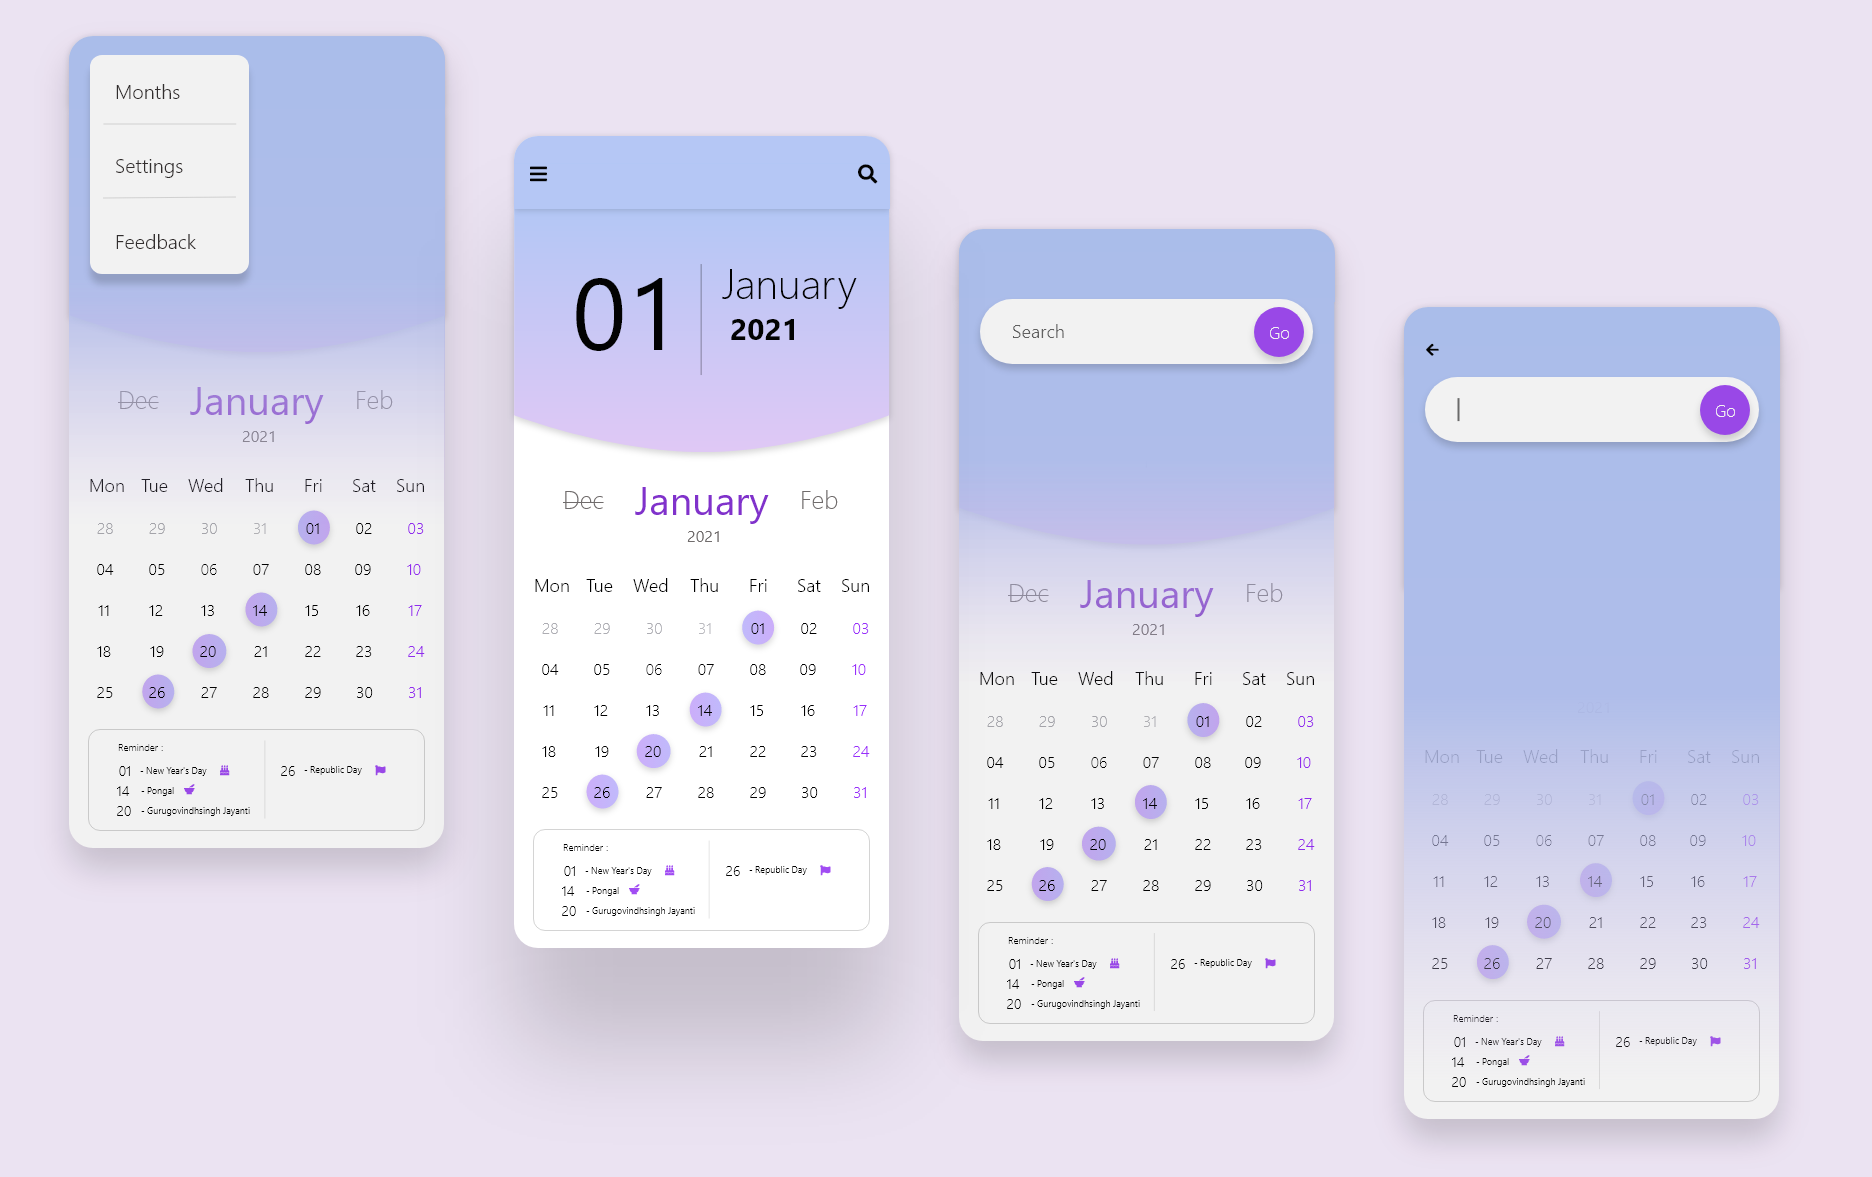 Months
Settings
Feedback
Dec January Feb
2021
Mon Tue Wed Thu Fri Sat Sun
28 29 30 31 01 02 03
04 05 06 07 08 09 10
11 12 13 14 15 16 17
18 19 20 21 22 23 24
25 26 27 28 29 30 31
Reminder :
01 - New Year's Day
14 - Pongal
20 - Gurugovindhsingh Jayanti
26 - Republic Day
01 January
2021
Dec January Feb
2021
Mon Tue Wed Thu Fri Sat Sun
28 29 30 31 01 02 03
04 05 06 07 08 09 10
11 12 13 14 15 16 17
18 19 20 21 22 23 24
25 26 27 28 29 30 31
Reminder :
01 - New Year's Day
14 - Pongal
20 - Gurugovindhsingh Jayanti
26 - Republic Day
Search Go
Dec January Feb
2021
Mon Tue Wed Thu Fri Sat Sun
28 29 30 31 01 02 03
04 05 06 07 08 09 10
11 12 13 14 15 16 17
18 19 20 21 22 23 24
25 26 27 28 29 30 31
Reminder :
01 - New Year's Day
14 - Pongal
20 - Gurugovindhsingh Jayanti
26 - Republic Day
Go
Mon Tue Wed Thu Fri Sat Sun
28 29 30 31 01 02 03
04 05 06 07 08 09 10
11 12 13 14 15 16 17
18 19 20 21 22 23 24
25 26 27 28 29 30 31
Reminder :
01 - New Year's Day
14 - Pongal
20 - Gurugovindhsingh Jayanti
26 - Republic Day